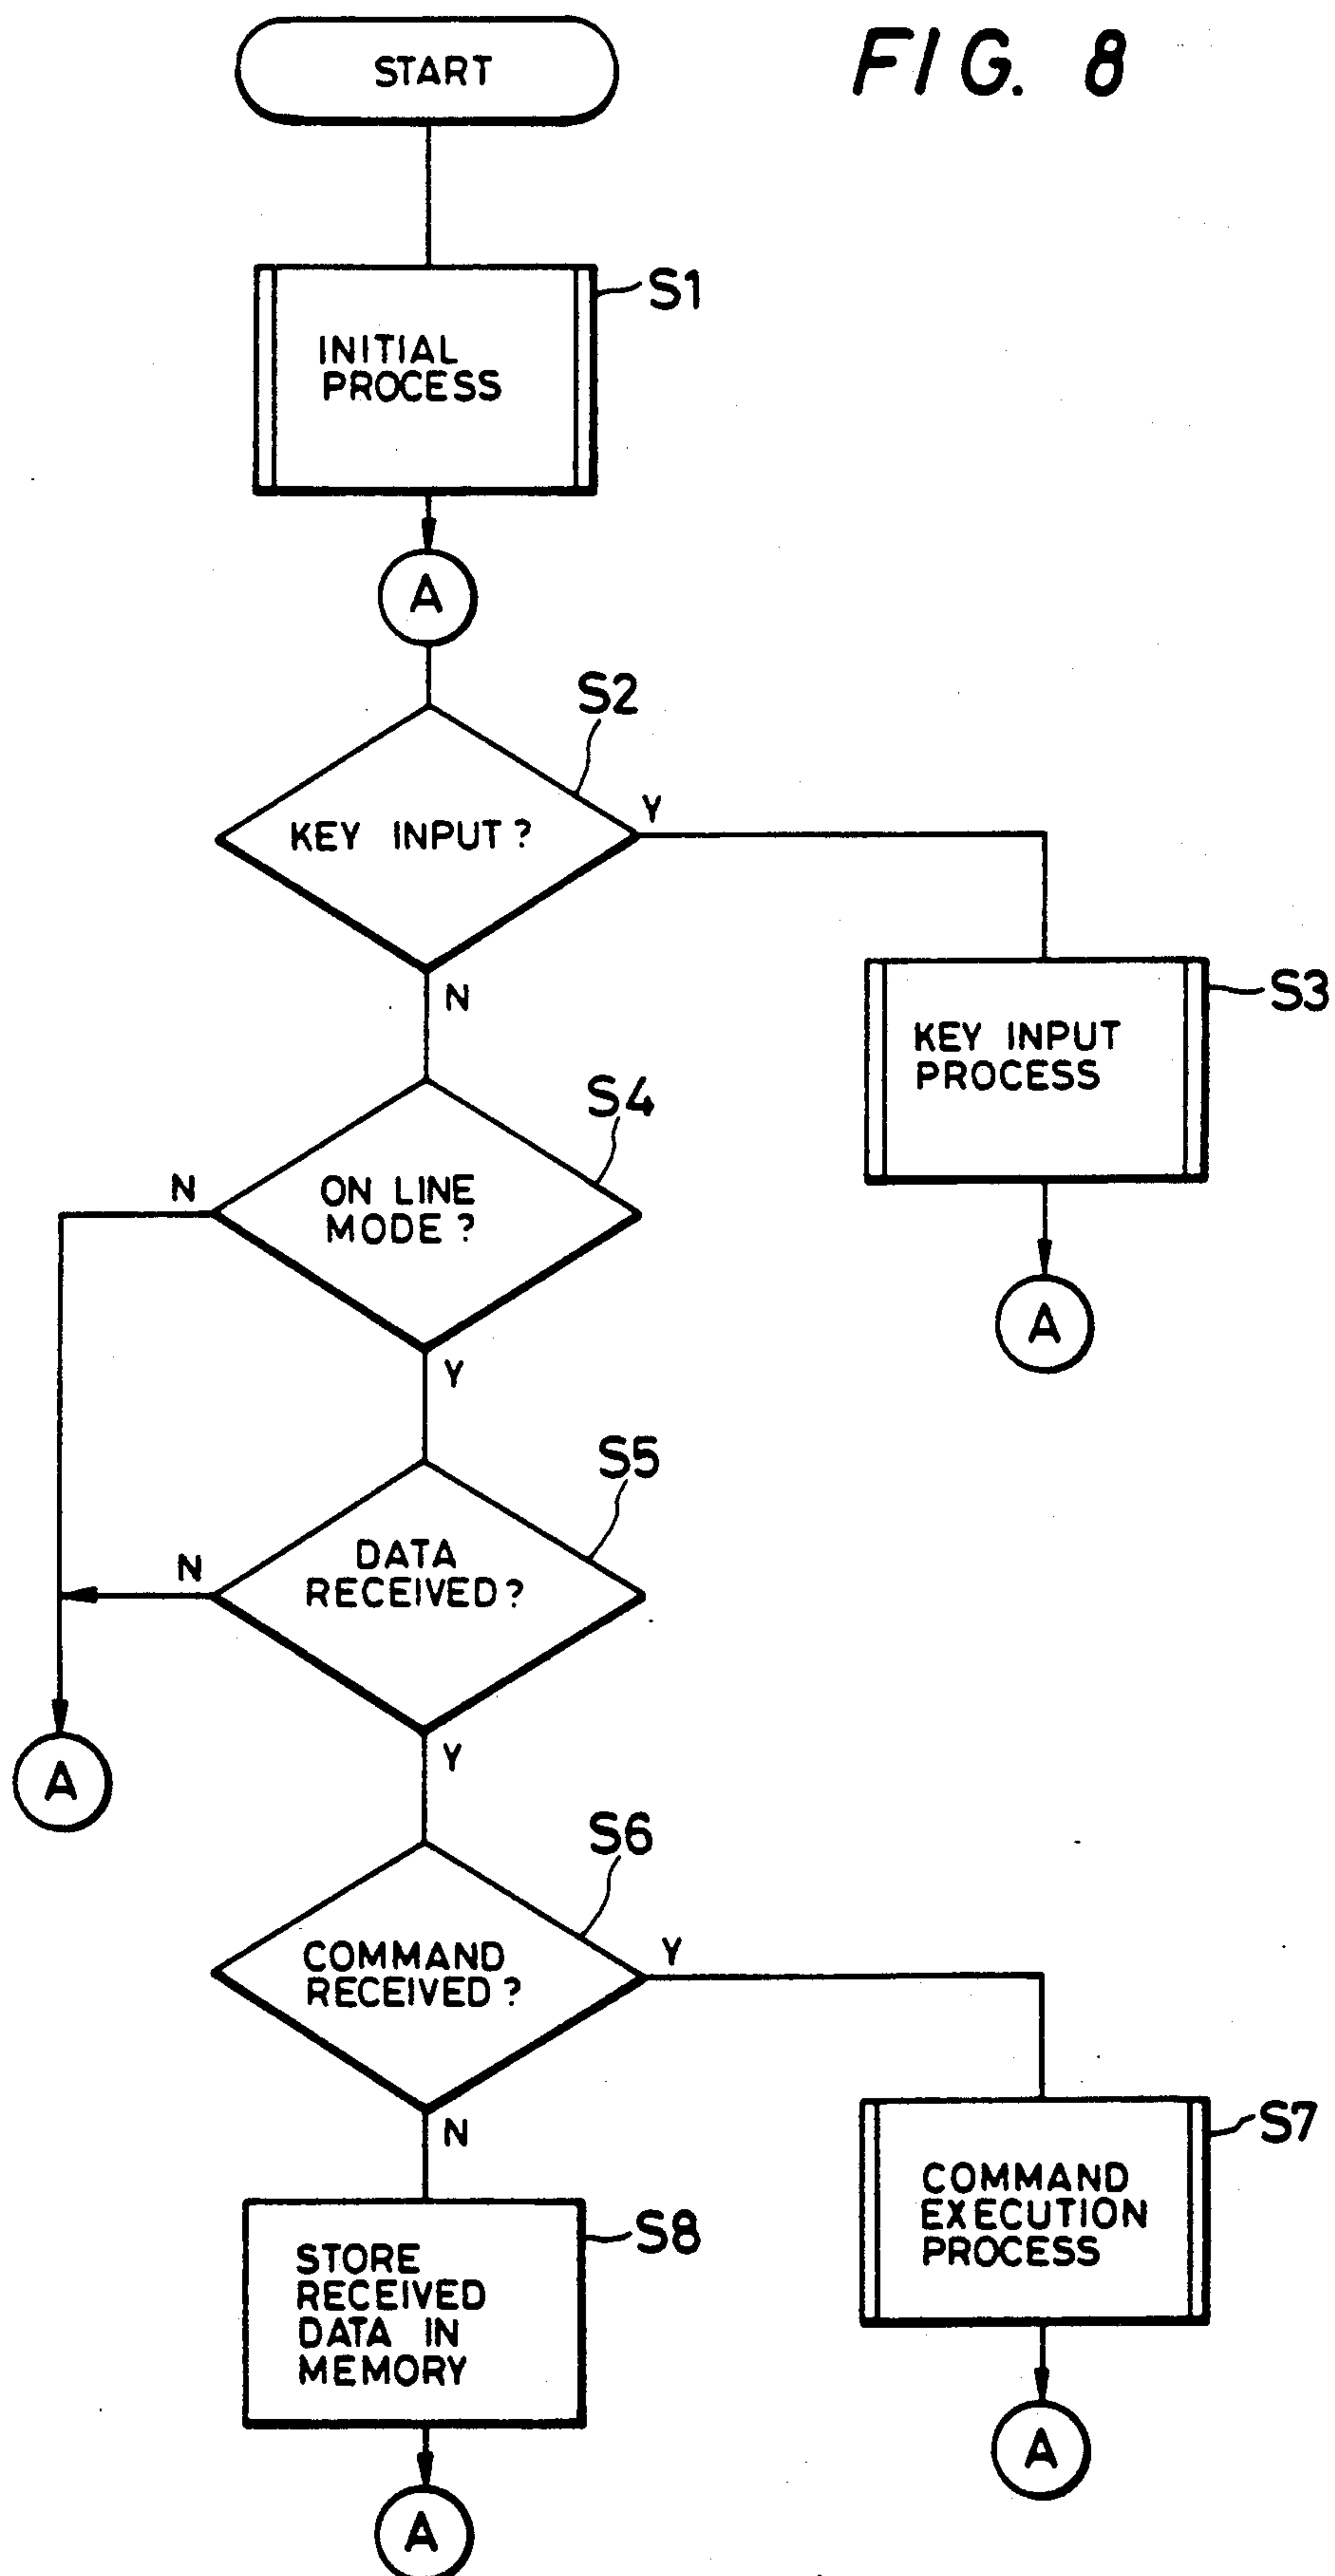 FIG. 8
START
S1
INITIAL
PROCESS
A
S2
KEY INPUT?
Y
N
S3
KEY INPUT
PROCESS
A
S4
ON LINE
MODE?
N
Y
S5
DATA
RECEIVED?
N
Y
A
S6
COMMAND
RECEIVED?
Y
N
S7
COMMAND
EXECUTION
PROCESS
A
S8
STORE
RECEIVED
DATA IN
MEMORY
A